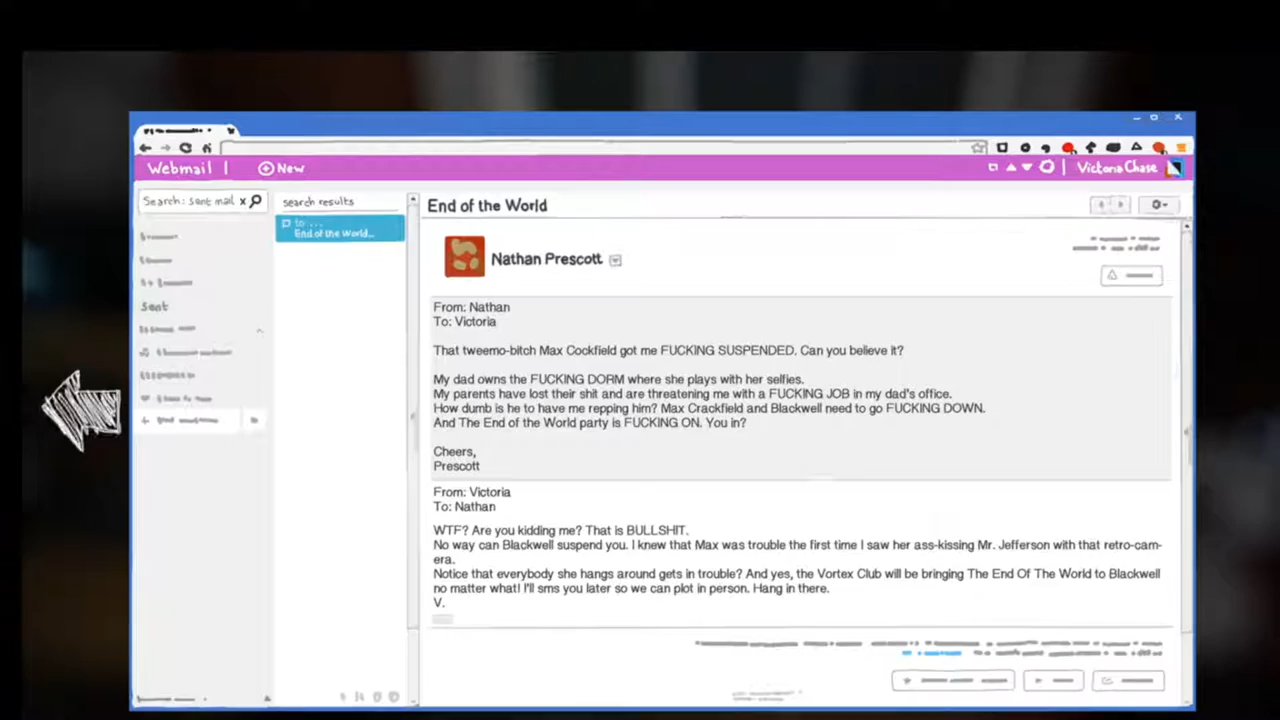 Webmail
New
Victoria Chase
Search: sent mail x
search results
End of the World
to: ...
End of the World...
Sent
Nathan Prescott
From: Nathan
To: Victoria
That tweemo-bitch Max Cockfield got me FUCKING SUSPENDED. Can you believe it?
My dad owns the FUCKING DORM where she plays with her selfies.
My parents have lost their shit and are threatening me with a FUCKING JOB in my dad's office.
How dumb is he to have me repping him? Max Crackfield and Blackwell need to go FUCKING DOWN.
And The End of the World party is FUCKING ON. You in?
Cheers,
Prescott
From: Victoria
To: Nathan
WTF? Are you kidding me? That is BULLSHIT.
No way can Blackwell suspend you. I knew that Max was trouble the first time I saw her ass-kissing Mr. Jefferson with that retro-cam-
era.
Notice that everybody she hangs around gets in trouble? And yes, the Vortex Club will be bringing The End Of The World to Blackwell
no matter what! I'll sms you later so we can plot in person. Hang in there.
V.